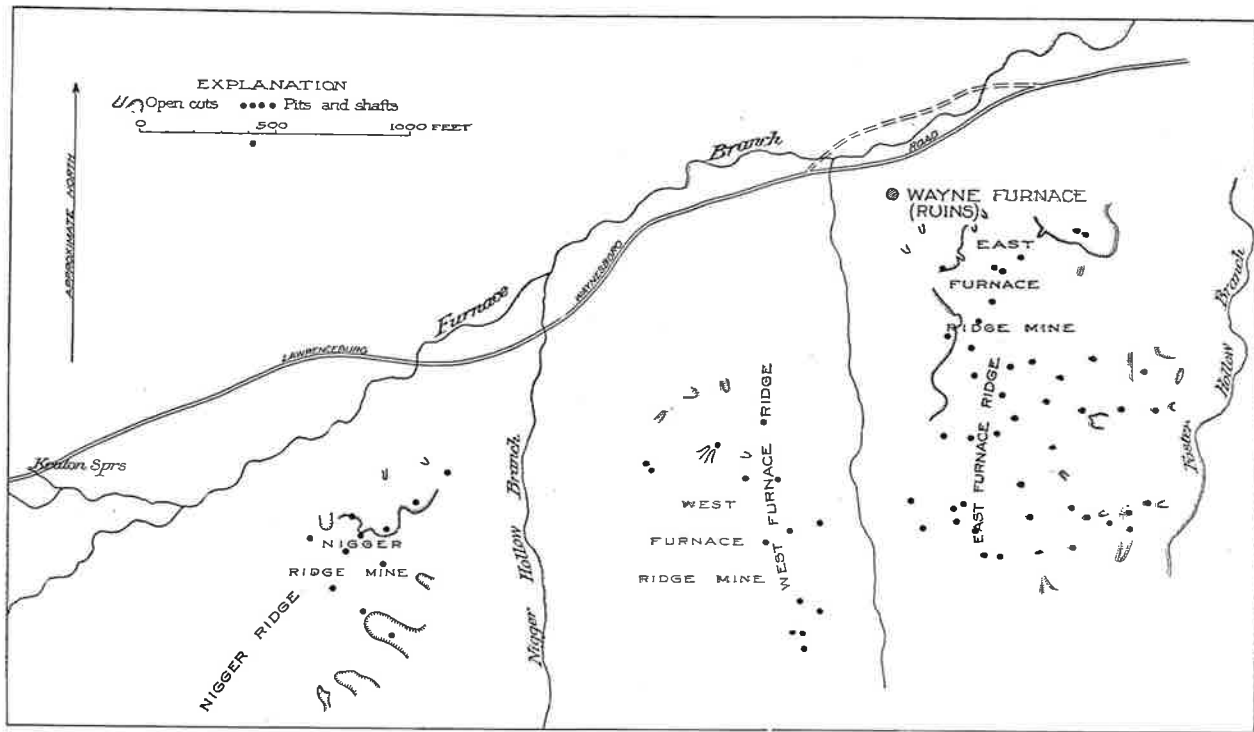 EXPLANATION
Open cuts Pits and shafts
0 500 1000 FEET
APPROXIMATE NORTH
Branch
ROAD
WAYNE FURNACE
(RUINS)
EAST
FURNACE
RIDGE MINE
EAST FURNACE RIDGE
Foster Hollow Branch
Furnace
WAYNESBORO
LAWRENCEBURG
Keaton Sprs
WEST FURNACE RIDGE
WEST
FURNACE
RIDGE MINE
Nigger Hollow Branch
NIGGER
RIDGE MINE
NIGGER RIDGE